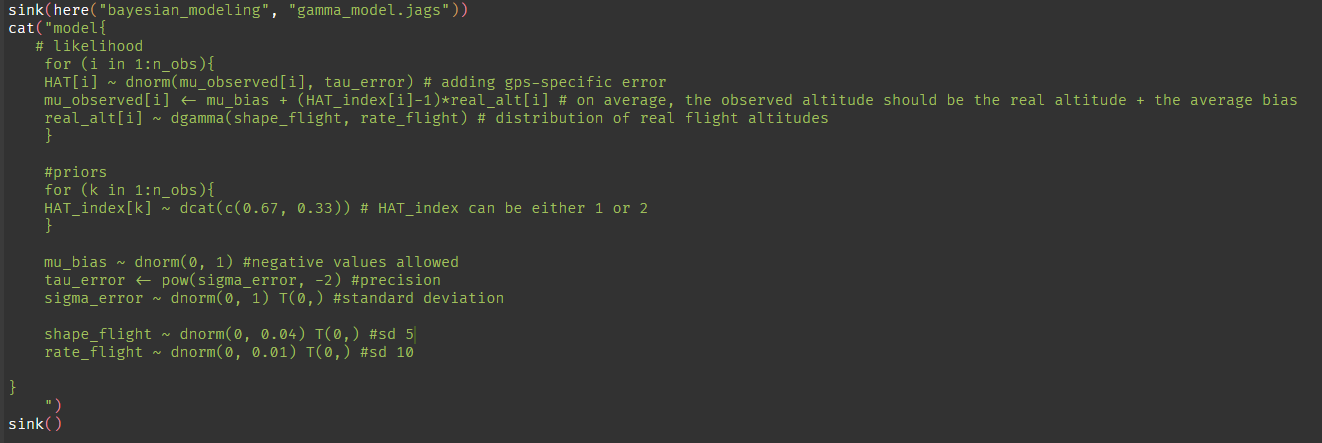 sink(here("bayesian_modeling", "gamma_model.jags"))
cat("model{
   # likelihood
    for (i in 1:n_obs){
    HAT[i] ~ dnorm(mu_observed[i], tau_error) # adding gps-specific error
    mu_observed[i] <- mu_bias + (HAT_index[i]-1)*real_alt[i] # on average, the observed altitude should be the real altitude + the average bias
    real_alt[i] ~ dgamma(shape_flight, rate_flight) # distribution of real flight altitudes
    }

    #priors
    for (k in 1:n_obs){
    HAT_index[k] ~ dcat(c(0.67, 0.33)) # HAT_index can be either 1 or 2
    }

    mu_bias ~ dnorm(0, 1) #negative values allowed
    tau_error <- pow(sigma_error, -2) #precision
    sigma_error ~ dnorm(0, 1) T(0,) #standard deviation

    shape_flight ~ dnorm(0, 0.04) T(0,) #sd 5
    rate_flight ~ dnorm(0, 0.01) T(0,) #sd 10

}
    ")
sink()